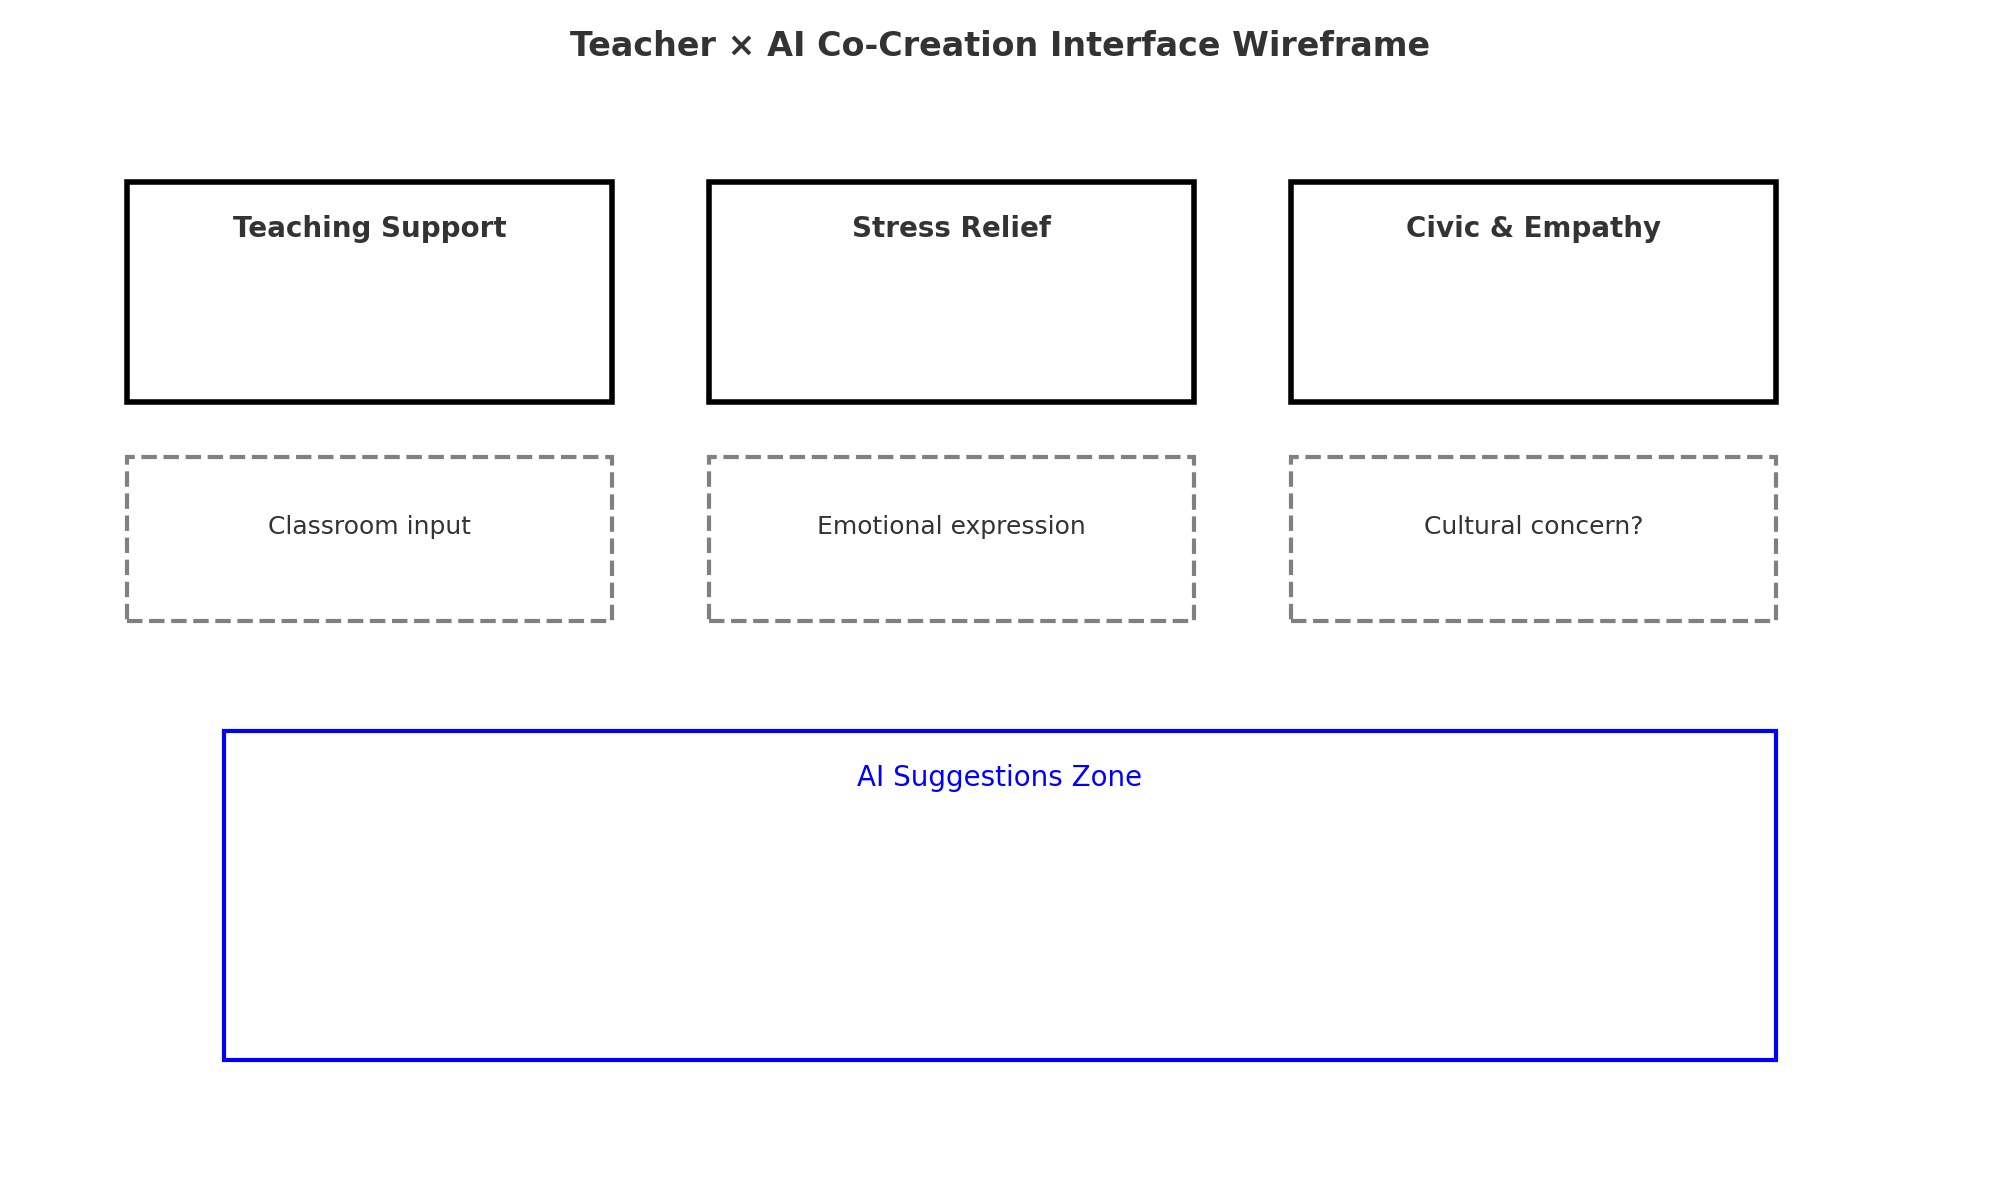 Teacher × AI Co-Creation Interface Wireframe
Teaching Support
Stress Relief
Civic & Empathy
Classroom input
Emotional expression
Cultural concern?
AI Suggestions Zone